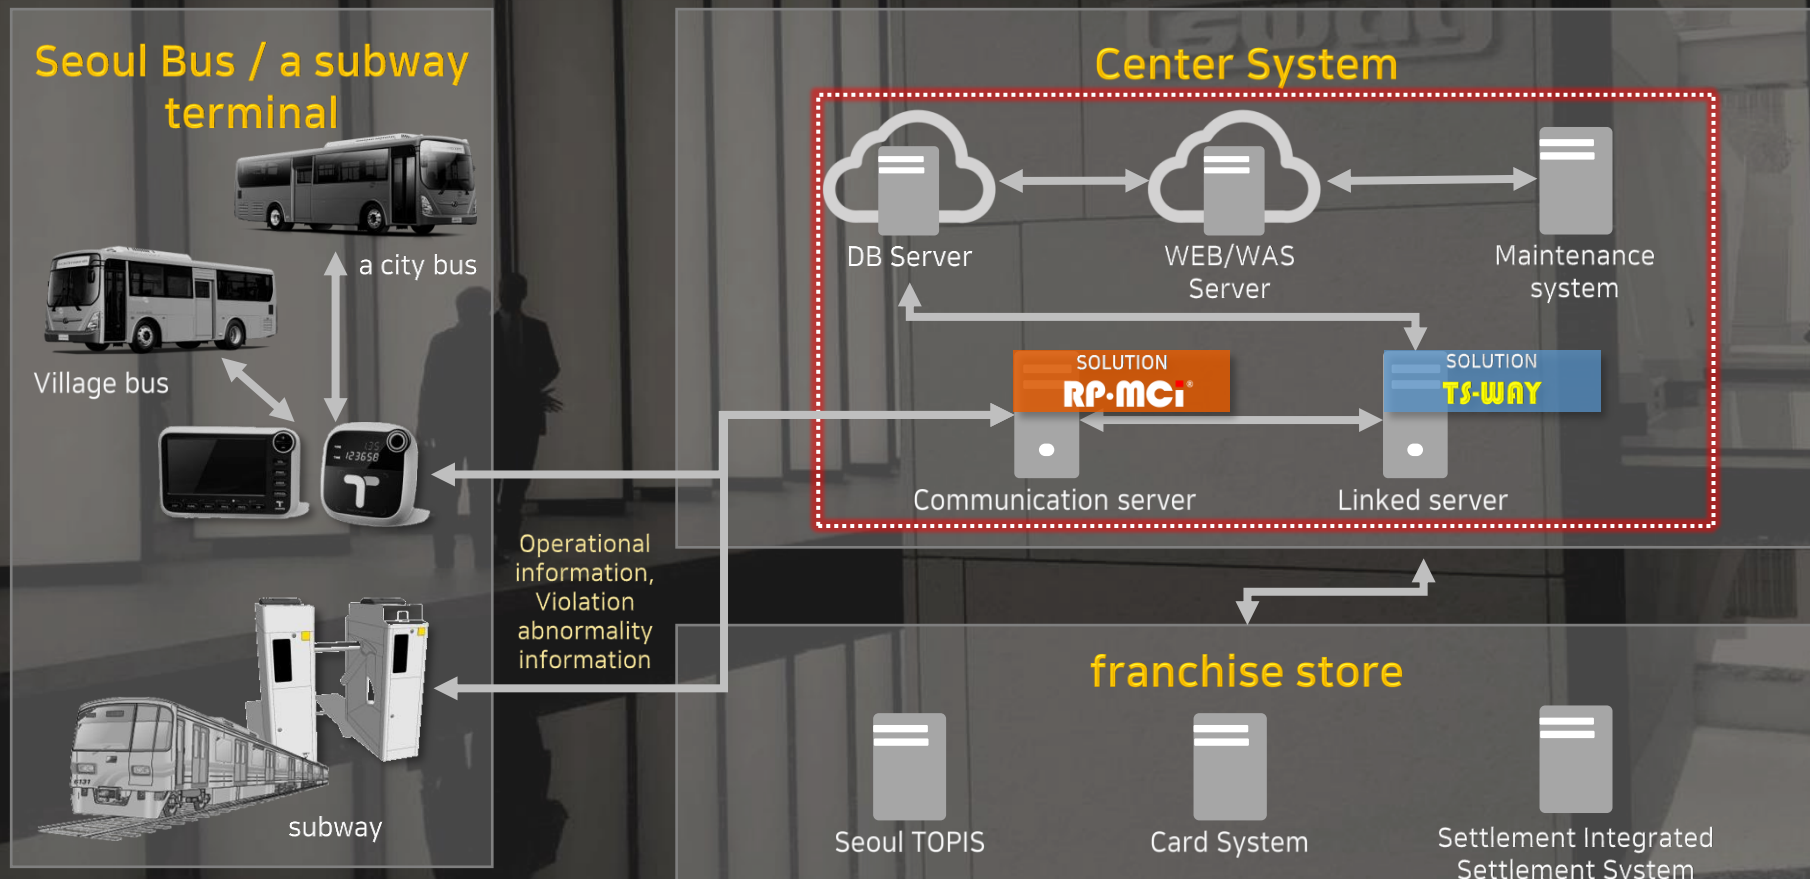 Seoul Bus / a subway
terminal
a city bus
Village bus
123658
subway
Operational
information,
Violation
abnormality
information
Center System
DB Server
WEB/WAS
Server
Maintenance
system
SOLUTION
RP·MCi®
SOLUTION
TS-WAY
Communication server
Linked server
franchise store
Seoul TOPIS
Card System
Settlement Integrated
Settlement System